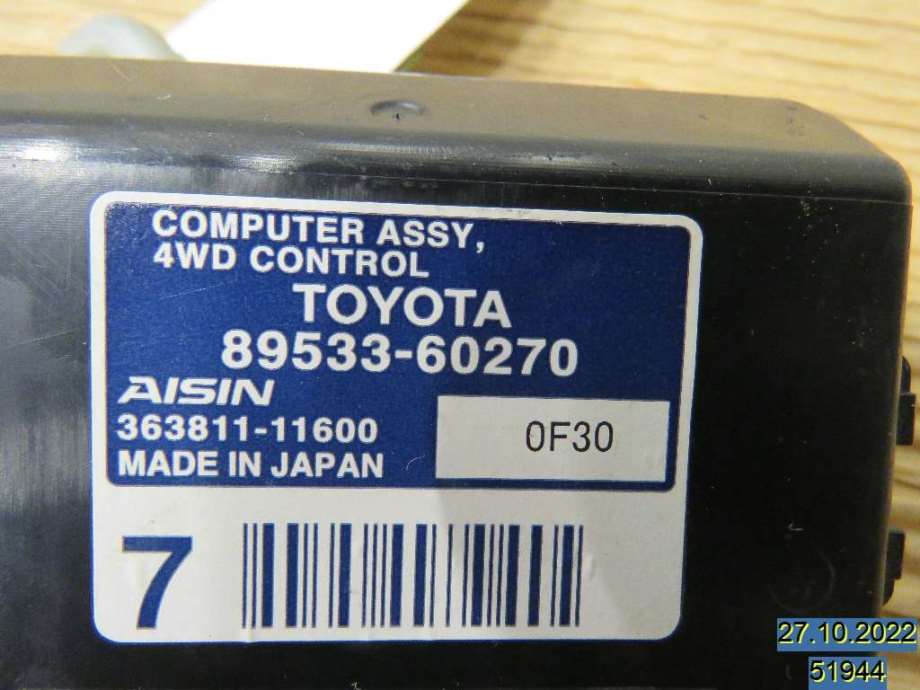 COMPUTER ASSY,
4WD CONTROL
TOYOTA
89533-60270
AISIN
363811-11600
0F30
MADE IN JAPAN
7
27.10.2022
51944